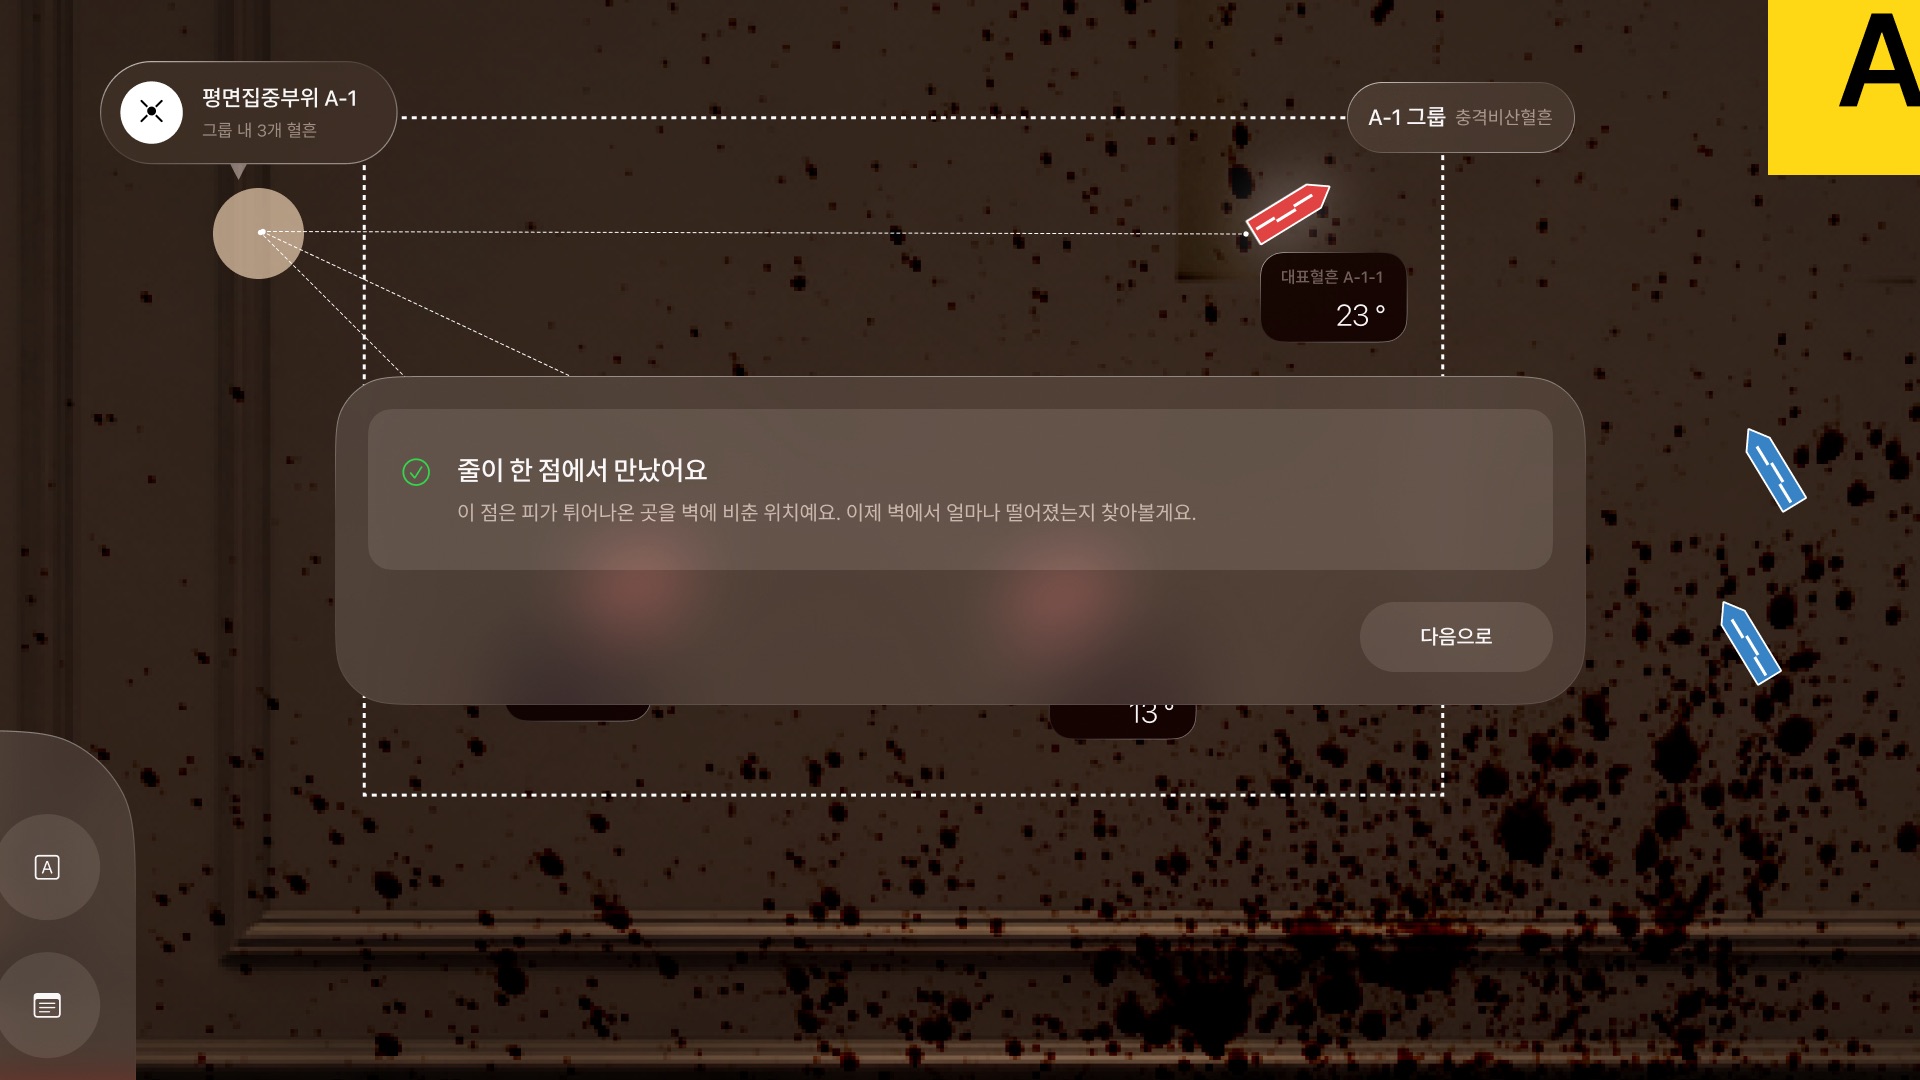 평면집중부위 A-1
그룹 내 3개 혈흔
A-1 그룹 충격비산혈흔
A
대표혈흔 A-1-1
23 °
줄이 한 점에서 만났어요
이 점은 피가 튀어나온 곳을 벽에 비춘 위치예요. 이제 벽에서 얼마나 떨어졌는지 찾아볼게요.
다음으로
13 °
A